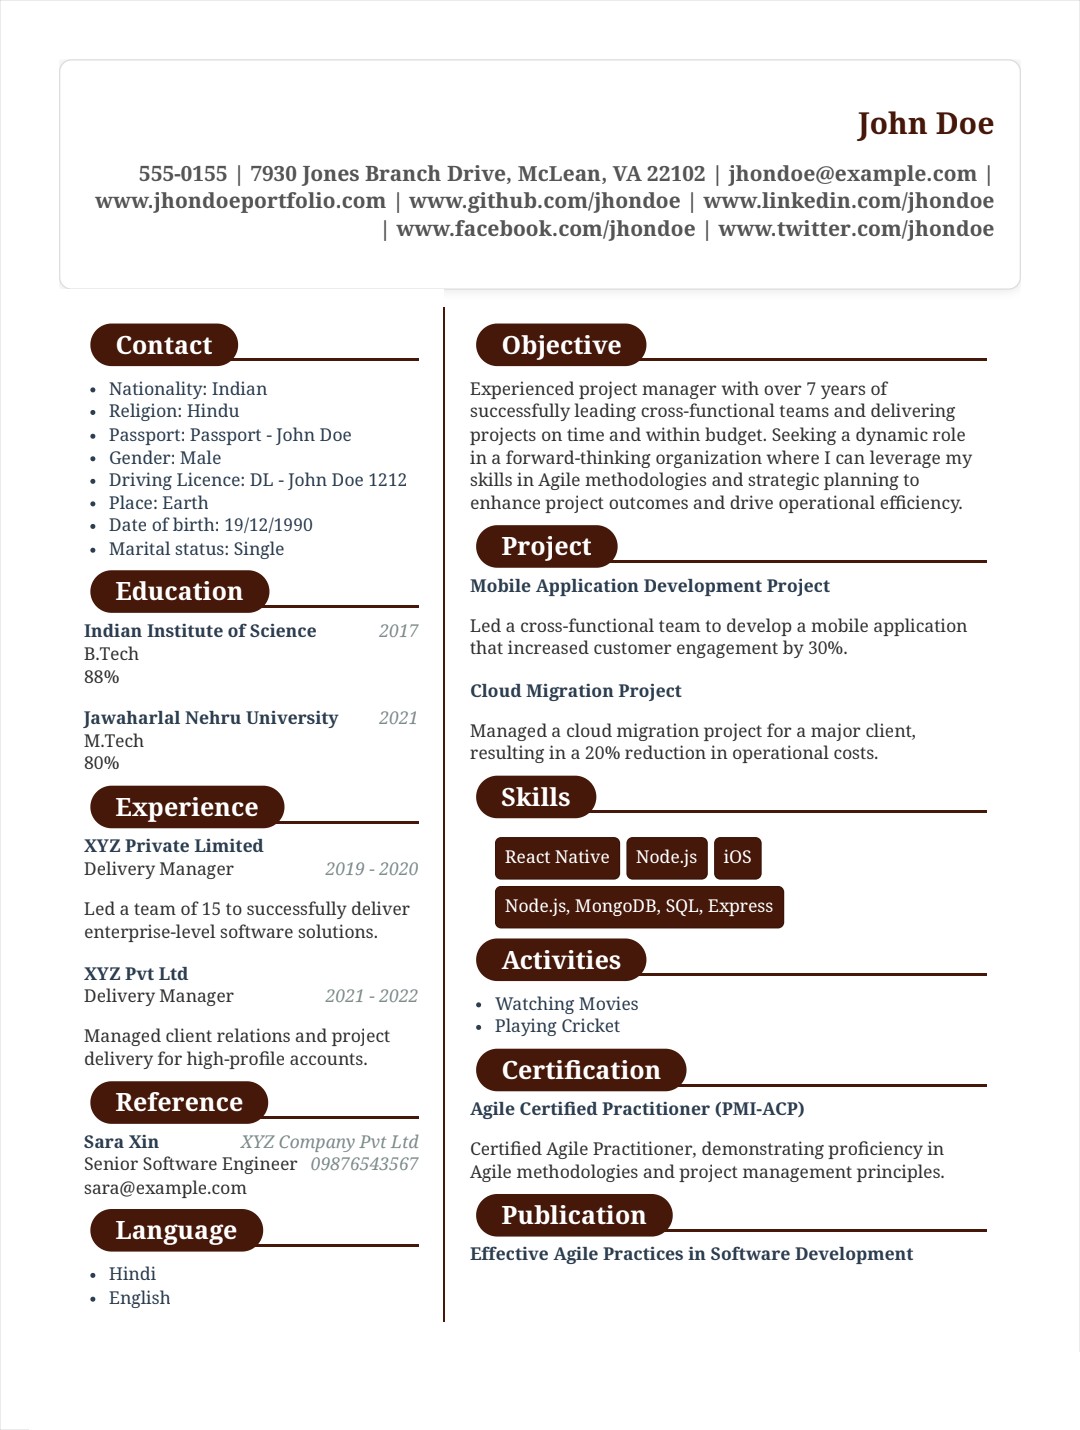 John Doe
555-0155 | 7930 Jones Branch Drive, McLean, VA 22102 | jhondoe@example.com |
www.jhondoeportfolio.com | www.github.com/jhondoe | www.linkedin.com/jhondoe
| www.facebook.com/jhondoe | www.twitter.com/jhondoe
Contact
• Nationality: Indian
• Religion: Hindu
• Passport: Passport - John Doe
• Gender: Male
• Driving Licence: DL - John Doe 1212
• Place: Earth
• Date of birth: 19/12/1990
• Marital status: Single
Education
Indian Institute of Science 2017
B.Tech
88%
Jawaharlal Nehru University 2021
M.Tech
80%
Experience
XYZ Private Limited
Delivery Manager 2019 - 2020
Led a team of 15 to successfully deliver
enterprise-level software solutions.
XYZ Pvt Ltd
Delivery Manager 2021 - 2022
Managed client relations and project
delivery for high-profile accounts.
Reference
Sara Xin XYZ Company Pvt Ltd
Senior Software Engineer 09876543567
sara@example.com
Language
• Hindi
• English
Objective
Experienced project manager with over 7 years of
successfully leading cross-functional teams and delivering
projects on time and within budget. Seeking a dynamic role
in a forward-thinking organization where I can leverage my
skills in Agile methodologies and strategic planning to
enhance project outcomes and drive operational efficiency.
Project
Mobile Application Development Project
Led a cross-functional team to develop a mobile application
that increased customer engagement by 30%.
Cloud Migration Project
Managed a cloud migration project for a major client,
resulting in a 20% reduction in operational costs.
Skills
React Native Node.js iOS
Node.js, MongoDB, SQL, Express
Activities
• Watching Movies
• Playing Cricket
Certification
Agile Certified Practitioner (PMI-ACP)
Certified Agile Practitioner, demonstrating proficiency in
Agile methodologies and project management principles.
Publication
Effective Agile Practices in Software Development